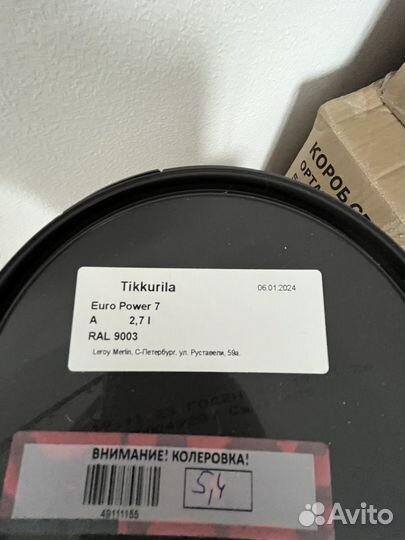 КОРОБ С
ОРТА
Tikkurila 06.01.2024
Euro Power 7
A 2,7 l
RAL 9003
Leroy Merlin, С-Петербург, ул. Руставели, 59а.
ВНИМАНИЕ! КОЛЕРОВКА!
5,4
49111155
Avito